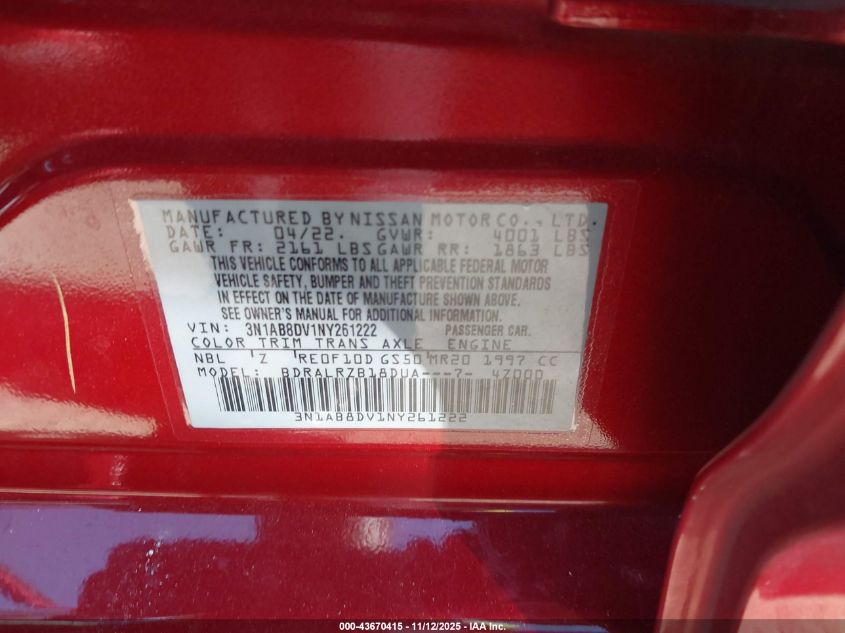 MANUFACTURED BY NISSAN MOTOR CO., LTD.
DATE: 04/22. GVWR: 4001 LBS
GAWR FR: 2161 LBS GAWR RR: 1863 LBS
THIS VEHICLE CONFORMS TO ALL APPLICABLE FEDERAL MOTOR
VEHICLE SAFETY, BUMPER AND THEFT PREVENTION STANDARDS
IN EFFECT ON THE DATE OF MANUFACTURE SHOWN ABOVE.
SEE OWNER'S MANUAL FOR ADDITIONAL INFORMATION.
VIN: 3N1AB8DV1NY261222 PASSENGER CAR.
COLOR TRIM TRANS AXLE ENGINE
NBL Z RE0F10D GS50 MR20 1997 CC
MODEL: BDRALRZB18DUA---7- 4Z000
3N1AB8DV1NY261222
000-43670415 - 11/12/2025 - IAA Inc.